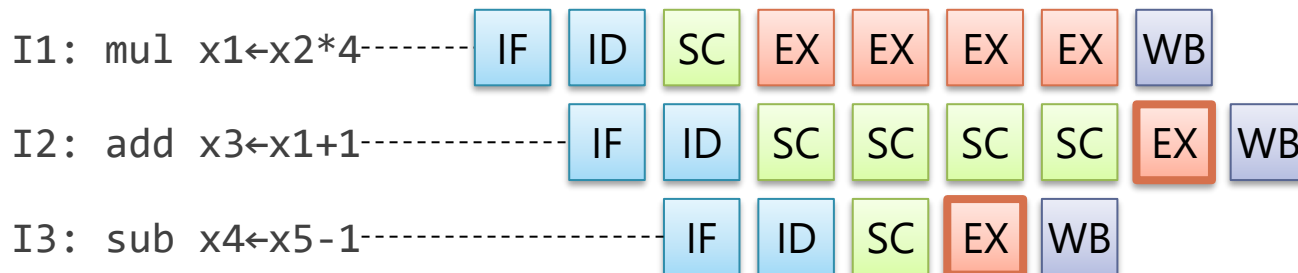 I1: mul x1←x2*4 IF ID SC EX EX EX EX WB
I2: add x3←x1+1 IF ID SC SC SC SC EX WB
I3: sub x4←x5-1 IF ID SC EX WB